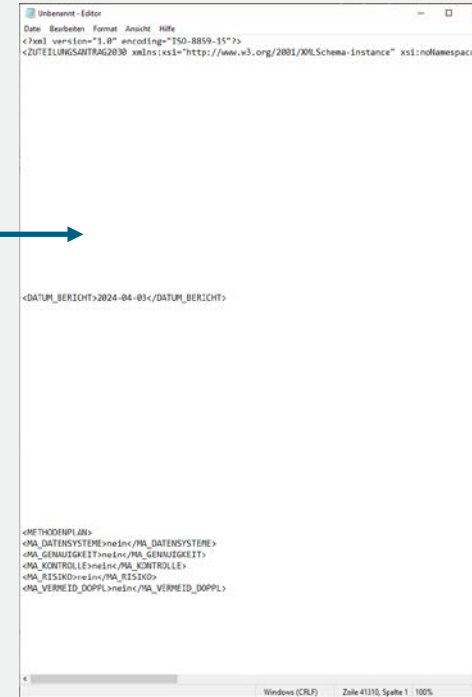 Unbenannt - Editor
Datei Bearbeiten Format Ansicht Hilfe
<?xml version="1.0" encoding="ISO-8859-15"?>
<ZUTEILUNGSANTRAG2030 xmlns:xsi="http://www.w3.org/2001/XMLSchema-instance" xsi:noNamespac
<DATUM_BERICHT>2024-04-03</DATUM_BERICHT>
<METHODENPLAN>
<MA_DATENSYSTEME>nein</MA_DATENSYSTEME>
<MA_GENAUIGKEIT>nein</MA_GENAUIGKEIT>
<MA_KONTROLLE>nein</MA_KONTROLLE>
<MA_RISIKO>nein</MA_RISIKO>
<MA_VERMEID_DOPPL>nein</MA_VERMEID_DOPPL>
Windows (CRLF) Zeile 41310, Spalte 1 100%